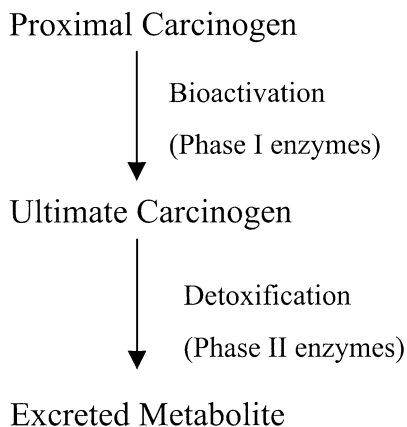 Proximal Carcinogen
Bioactivation
(Phase I enzymes)
Ultimate Carcinogen
Detoxification
(Phase II enzymes)
Excreted Metabolite